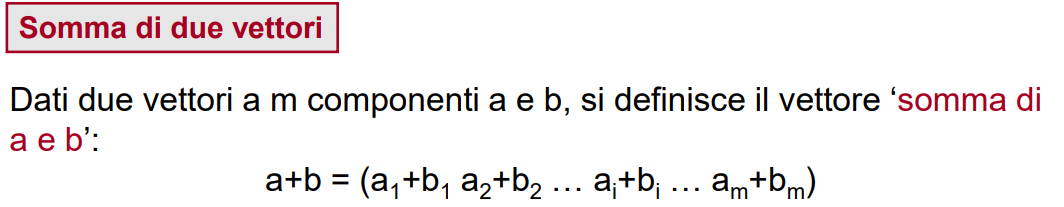 Somma di due vettori
Dati due vettori a m componenti a e b, si definisce il vettore ‘somma di
a e b’:
a+b = (a₁+b₁ a₂+b₂ … aᵢ+bᵢ … aₘ+bₘ)